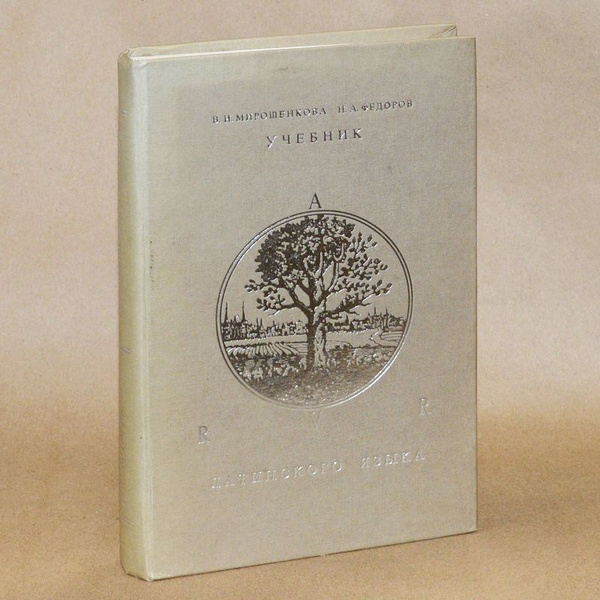 В. И. МИРОШЕНКОВА Н. А. ФЕДОРОВ
УЧЕБНИК
A
R V R
ЛАТИНСКОГО ЯЗЫКА